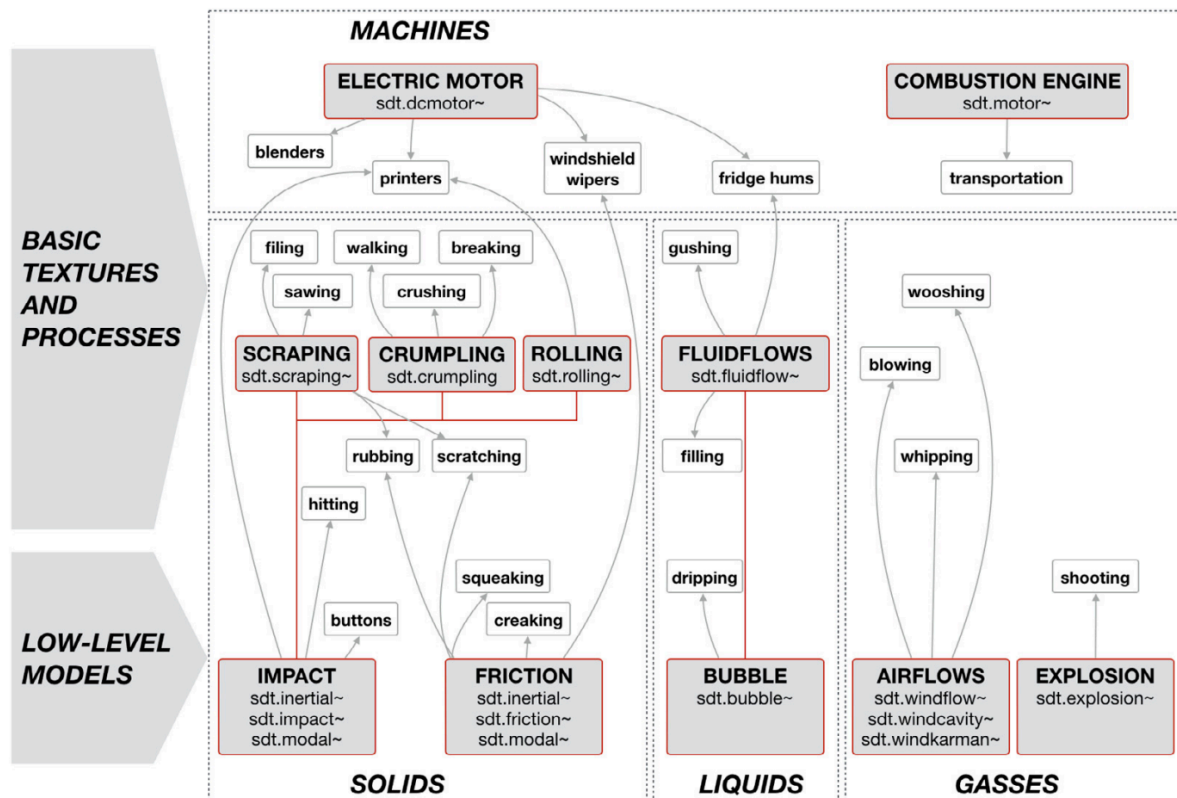 MACHINES
ELECTRIC MOTOR
sdt.dcmotor~
COMBUSTION ENGINE
sdt.motor~
blenders
printers
windshield
wipers
fridge hums
transportation
BASIC
TEXTURES
AND
PROCESSES
filing
walking
breaking
sawing
crushing
gushing
wooshing
SCRAPING
sdt.scraping~
CRUMPLING
sdt.crumpling
ROLLING
sdt.rolling~
FLUIDFLOWS
sdt.fluidflow~
blowing
rubbing
scratching
filling
whipping
hitting
squeaking
dripping
shooting
buttons
creaking
LOW-LEVEL
MODELS
IMPACT
sdt.inertial~
sdt.impact~
sdt.modal~
FRICTION
sdt.inertial~
sdt.friction~
sdt.modal~
BUBBLE
sdt.bubble~
AIRFLOWS
sdt.windflow~
sdt.windcavity~
sdt.windkarman~
EXPLOSION
sdt.explosion~
SOLIDS
LIQUIDS
GASSES